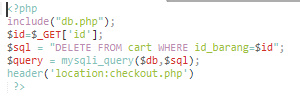 <?php
include("db.php");
$id=$_GET['id'];
$sql = "DELETE FROM cart WHERE id_barang=$id";
$query = mysqli_query($db,$sql);
header('location:checkout.php')
?>